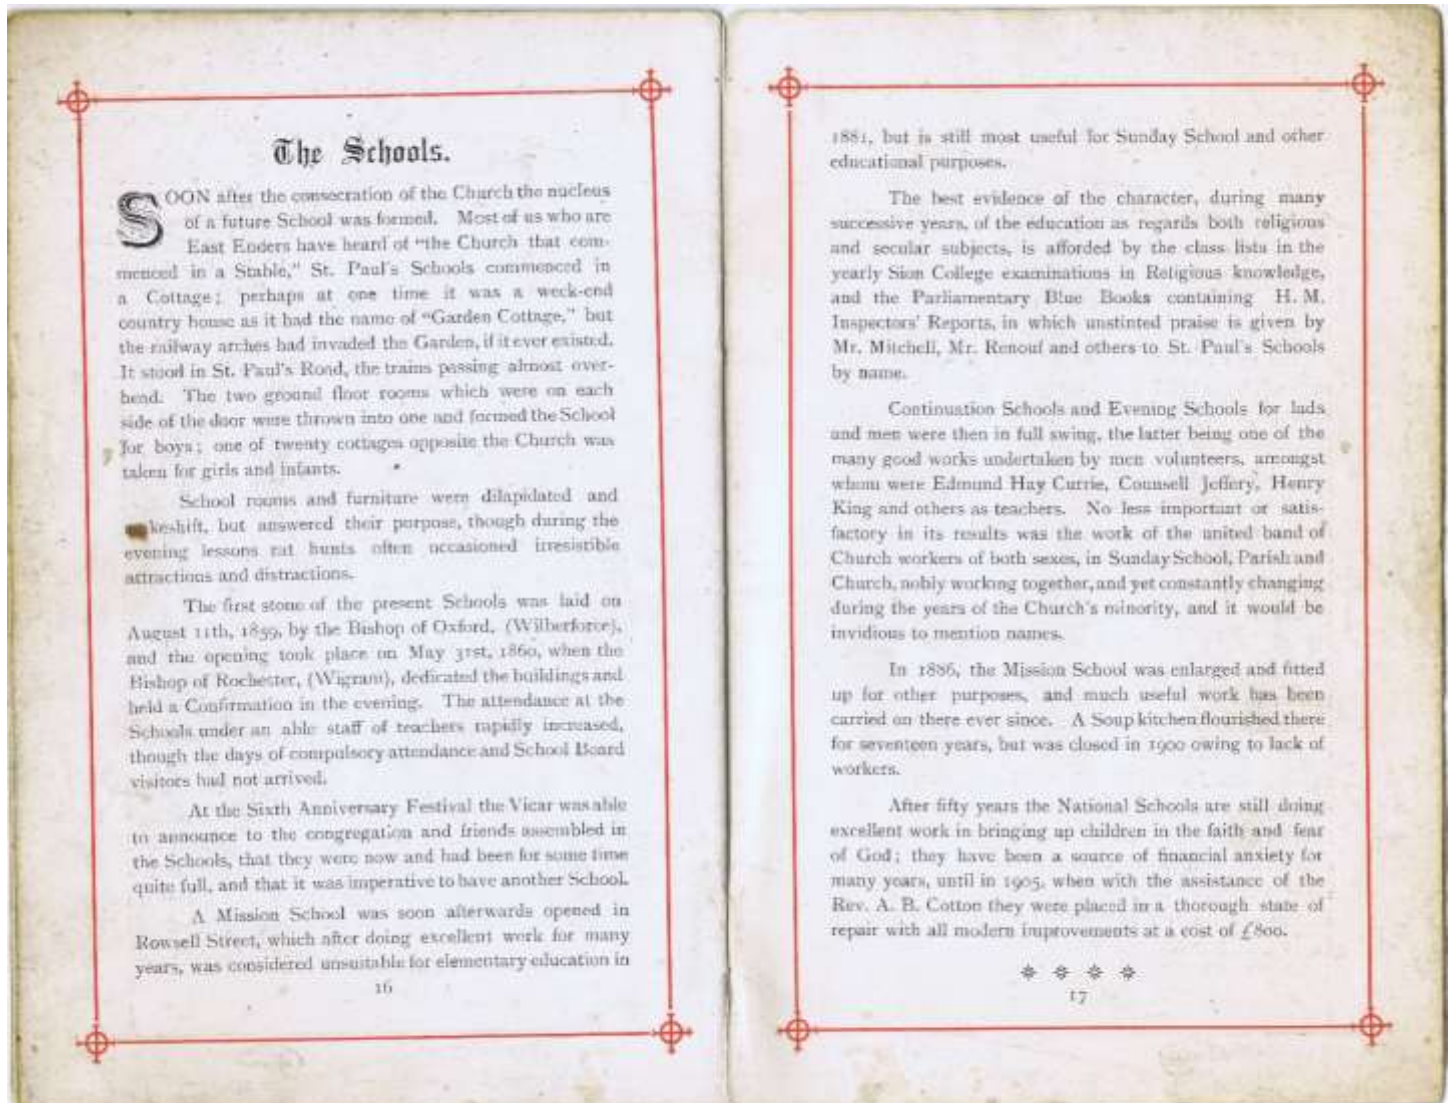 The Schools.
SOON after the consecration of the Church the nucleus
of a future School was formed. Most of us who are
East Enders have heard of "the Church that com-
menced in a Stable," St. Paul's Schools commenced in
a Cottage; perhaps at one time it was a week-end
country house as it had the name of "Garden Cottage," but
the railway arches had invaded the Garden, if it ever existed.
It stood in St. Paul's Road, the trains passing almost over-
head. The two ground floor rooms which were on each
side of the door were thrown into one and formed the School
for boys; one of twenty cottages opposite the Church was
taken for girls and infants.
School rooms and furniture were dilapidated and
keshift, but answered their purpose, though during the
evening lessons rat hunts often occasioned irresistible
attractions and distractions.
The first stone of the present Schools was laid on
August 11th, 1859, by the Bishop of Oxford, (Wilberforce),
and the opening took place on May 31st, 1860, when the
Bishop of Rochester, (Wigram), dedicated the buildings and
held a Confirmation in the evening. The attendance at the
Schools under an able staff of teachers rapidly increased,
though the days of compulsory attendance and School Board
visitors had not arrived.
At the Sixth Anniversary Festival the Vicar was able
to announce to the congregation and friends assembled in
the Schools, that they were now and had been for some time
quite full, and that it was imperative to have another School.
A Mission School was soon afterwards opened in
Rowsell Street, which after doing excellent work for many
years, was considered unsuitable for elementary education in
16
1881, but is still most useful for Sunday School and other
educational purposes.
The best evidence of the character, during many
successive years, of the education as regards both religious
and secular subjects, is afforded by the class lists in the
yearly Sion College examinations in Religious knowledge,
and the Parliamentary Blue Books containing H. M.
Inspectors' Reports, in which unstinted praise is given by
Mr. Mitchell, Mr. Renouf and others to St. Paul's Schools
by name.
Continuation Schools and Evening Schools for lads
and men were then in full swing, the latter being one of the
many good works undertaken by men volunteers, amongst
whom were Edmund Hay Currie, Counsell Jeffery, Henry
King and others as teachers. No less important or satis-
factory in its results was the work of the united band of
Church workers of both sexes, in Sunday School, Parish and
Church, nobly working together, and yet constantly changing
during the years of the Church's minority, and it would be
invidious to mention names.
In 1886, the Mission School was enlarged and fitted
up for other purposes, and much useful work has been
carried on there ever since. A Soup kitchen flourished there
for seventeen years, but was closed in 1900 owing to lack of
workers.
After fifty years the National Schools are still doing
excellent work in bringing up children in the faith and fear
of God; they have been a source of financial anxiety for
many years, until in 1905, when with the assistance of the
Rev. A. B. Cotton they were placed in a thorough state of
repair with all modern improvements at a cost of £800.
17